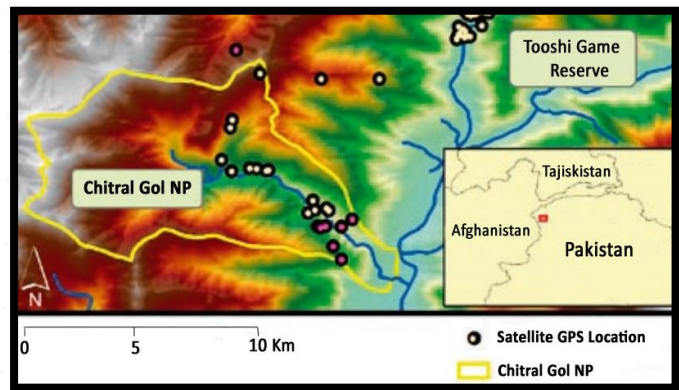 Tooshi Game
Reserve
Chitral Gol NP
Tajiskistan
Afghanistan
Pakistan
N
0 5 10 Km
Satellite GPS Location
Chitral Gol NP